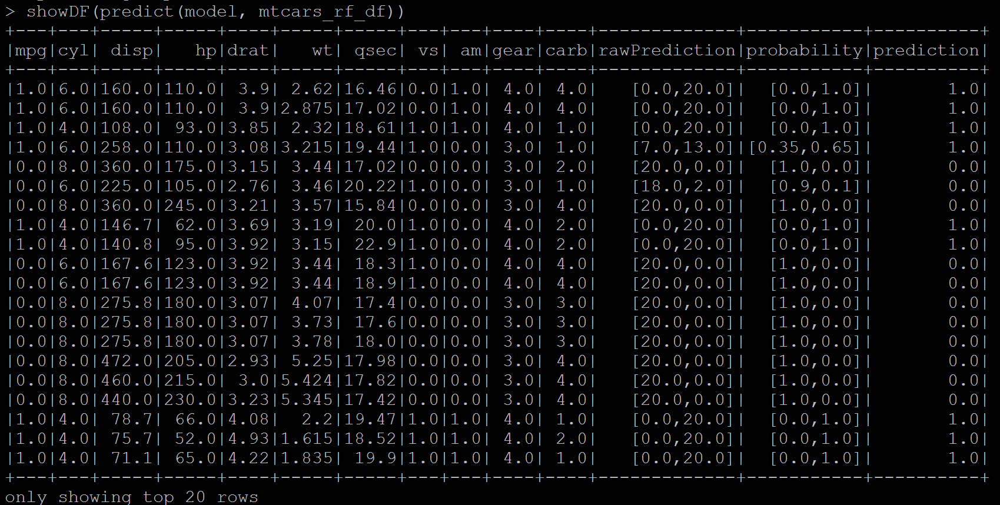 > showDF(predict(model, mtcars_rf_df))
+---+---+-----+-----+----+-----+-----+---+---+----+----+-------------+-----------+----------+
|mpg|cyl| disp|   hp|drat|   wt| qsec| vs| am|gear|carb|rawPrediction|probability|prediction|
+---+---+-----+-----+----+-----+-----+---+---+----+----+-------------+-----------+----------+
|1.0|6.0|160.0|110.0| 3.9| 2.62|16.46|0.0|1.0| 4.0| 4.0|   [0.0,20.0]|  [0.0,1.0]|       1.0|
|1.0|6.0|160.0|110.0| 3.9|2.875|17.02|0.0|1.0| 4.0| 4.0|   [0.0,20.0]|  [0.0,1.0]|       1.0|
|1.0|4.0|108.0| 93.0|3.85| 2.32|18.61|1.0|1.0| 4.0| 1.0|   [0.0,20.0]|  [0.0,1.0]|       1.0|
|1.0|6.0|258.0|110.0|3.08|3.215|19.44|1.0|0.0| 3.0| 1.0|   [7.0,13.0]|[0.35,0.65]|       1.0|
|0.0|8.0|360.0|175.0|3.15| 3.44|17.02|0.0|0.0| 3.0| 2.0|   [20.0,0.0]|  [1.0,0.0]|       0.0|
|0.0|6.0|225.0|105.0|2.76| 3.46|20.22|1.0|0.0| 3.0| 1.0|   [18.0,2.0]|  [0.9,0.1]|       0.0|
|0.0|8.0|360.0|245.0|3.21| 3.57|15.84|0.0|0.0| 3.0| 4.0|   [20.0,0.0]|  [1.0,0.0]|       0.0|
|1.0|4.0|146.7| 62.0|3.69| 3.19| 20.0|1.0|0.0| 4.0| 2.0|   [0.0,20.0]|  [0.0,1.0]|       1.0|
|1.0|4.0|140.8| 95.0|3.92| 3.15| 22.9|1.0|0.0| 4.0| 2.0|   [0.0,20.0]|  [0.0,1.0]|       1.0|
|0.0|6.0|167.6|123.0|3.92| 3.44| 18.3|1.0|0.0| 4.0| 4.0|   [20.0,0.0]|  [1.0,0.0]|       0.0|
|0.0|6.0|167.6|123.0|3.92| 3.44| 18.9|1.0|0.0| 4.0| 4.0|   [20.0,0.0]|  [1.0,0.0]|       0.0|
|0.0|8.0|275.8|180.0|3.07| 4.07| 17.4|0.0|0.0| 3.0| 3.0|   [20.0,0.0]|  [1.0,0.0]|       0.0|
|0.0|8.0|275.8|180.0|3.07| 3.73| 17.6|0.0|0.0| 3.0| 3.0|   [20.0,0.0]|  [1.0,0.0]|       0.0|
|0.0|8.0|275.8|180.0|3.07| 3.78| 18.0|0.0|0.0| 3.0| 3.0|   [20.0,0.0]|  [1.0,0.0]|       0.0|
|0.0|8.0|472.0|205.0|2.93| 5.25|17.98|0.0|0.0| 3.0| 4.0|   [20.0,0.0]|  [1.0,0.0]|       0.0|
|0.0|8.0|460.0|215.0| 3.0|5.424|17.82|0.0|0.0| 3.0| 4.0|   [20.0,0.0]|  [1.0,0.0]|       0.0|
|0.0|8.0|440.0|230.0|3.23|5.345|17.42|0.0|0.0| 3.0| 4.0|   [20.0,0.0]|  [1.0,0.0]|       0.0|
|1.0|4.0| 78.7| 66.0|4.08|  2.2|19.47|1.0|1.0| 4.0| 1.0|   [0.0,20.0]|  [0.0,1.0]|       1.0|
|1.0|4.0| 75.7| 52.0|4.93|1.615|18.52|1.0|1.0| 4.0| 2.0|   [0.0,20.0]|  [0.0,1.0]|       1.0|
|1.0|4.0| 71.1| 65.0|4.22|1.835| 19.9|1.0|1.0| 4.0| 1.0|   [0.0,20.0]|  [0.0,1.0]|       1.0|
+---+---+-----+-----+----+-----+-----+---+---+----+----+-------------+-----------+----------+
only showing top 20 rows